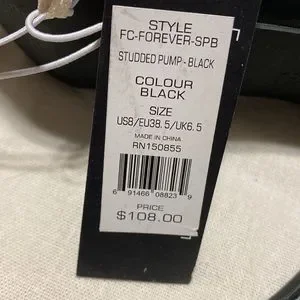 STYLE
FC-FOREVER-SPB
STUDDED PUMP - BLACK
COLOUR
BLACK
SIZE
US8/EU38.5/UK6.5
MADE IN CHINA
RN150855
6 91466 08823 9
PRICE
$108.00